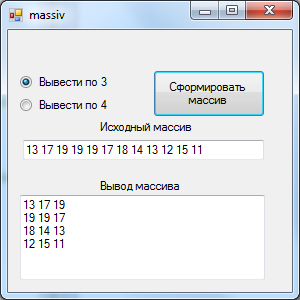 massiv
Вывести по 3
Вывести по 4
Сформировать
массив
Исходный массив
13 17 19 19 19 17 18 14 13 12 15 11
Вывод массива
13 17 19
19 19 17
18 14 13
12 15 11